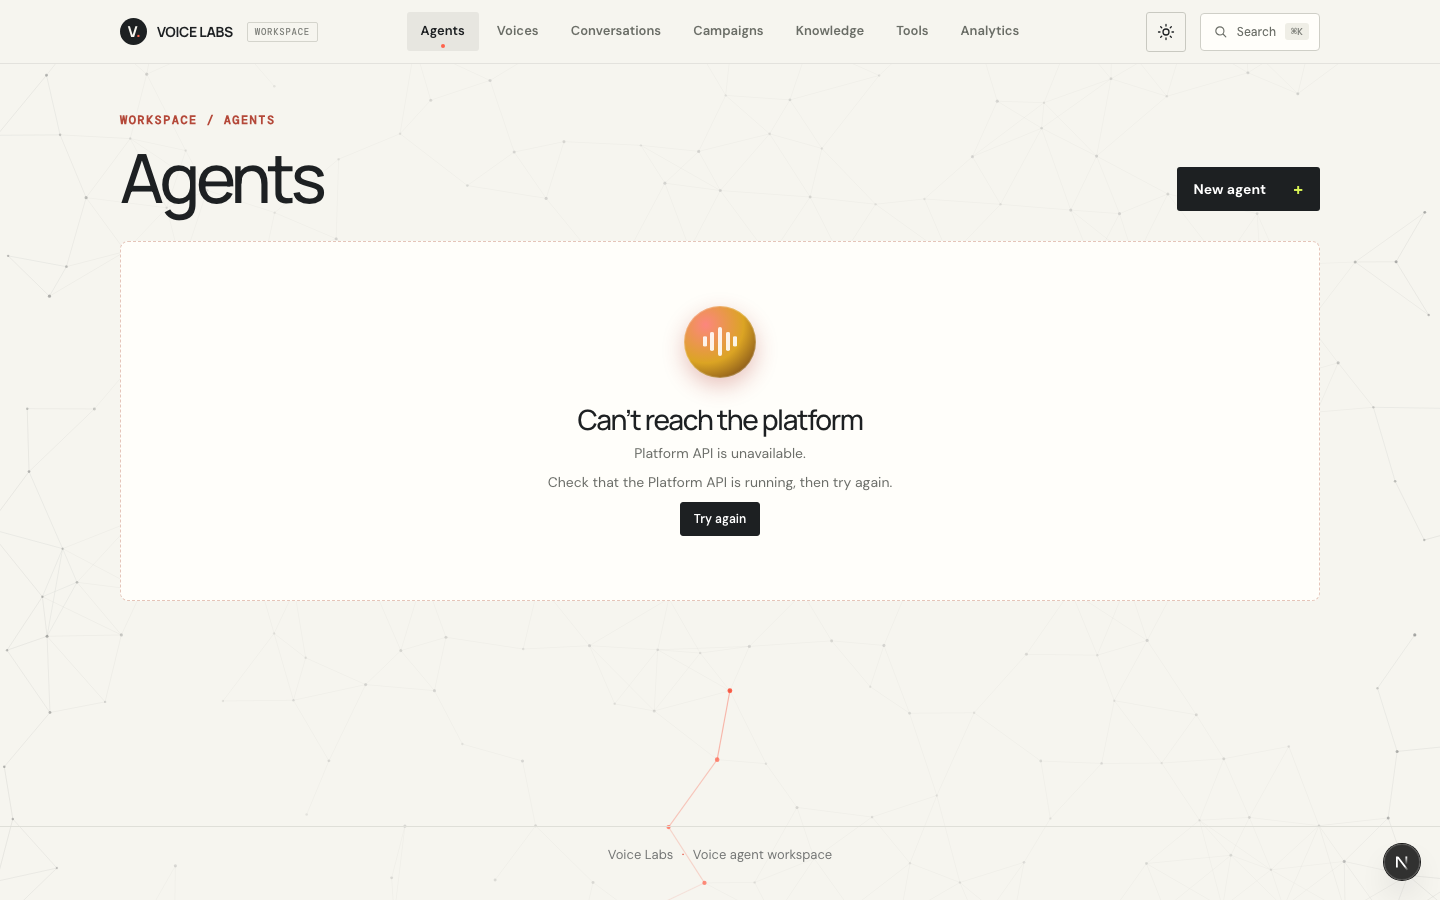 V. VOICE LABS WORKSPACE Agents Voices Conversations Campaigns Knowledge Tools Analytics Search ⌘K
WORKSPACE / AGENTS
Agents
New agent +
Can't reach the platform
Platform API is unavailable.
Check that the Platform API is running, then try again.
Try again
Voice Labs · Voice agent workspace
N